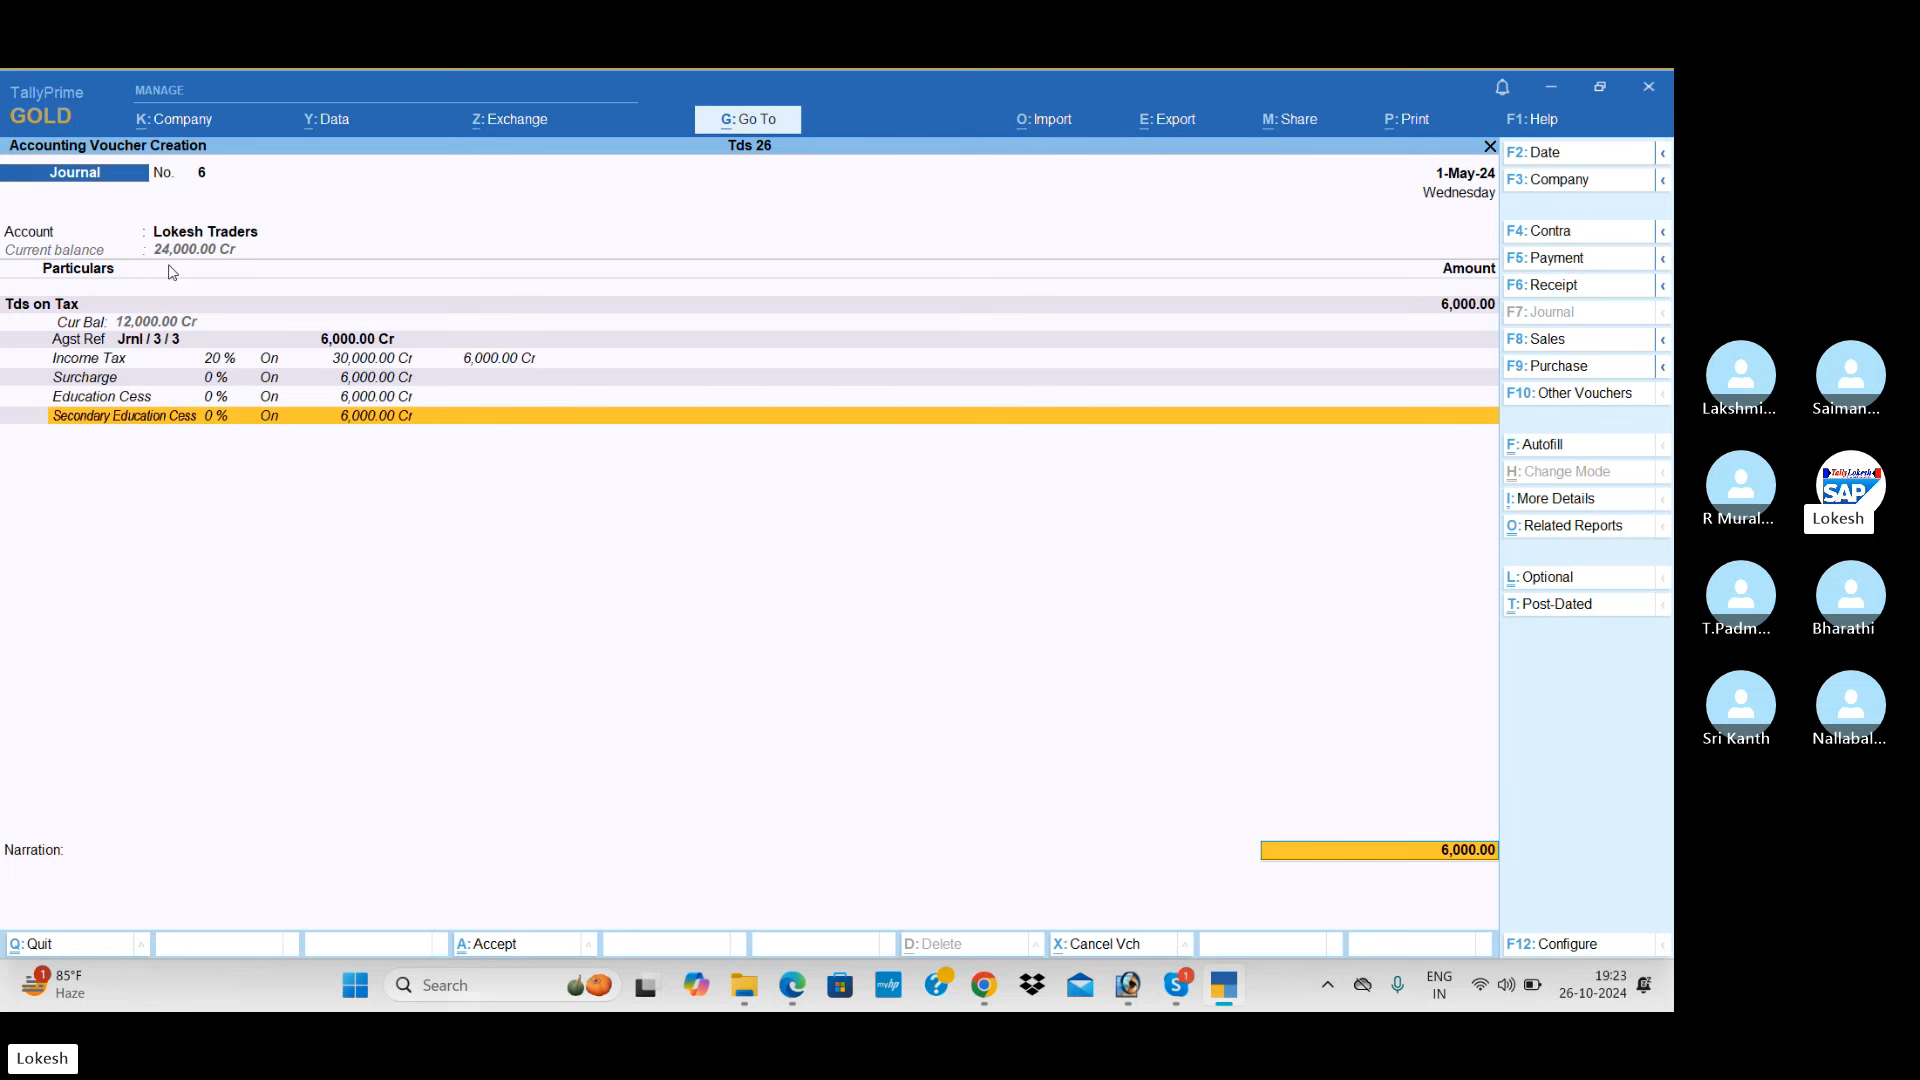 TallyPrime
GOLD
MANAGE
K: Company
Y: Data
Z: Exchange
G: Go To
O: Import
E: Export
M: Share
P: Print
F1: Help
Accounting Voucher Creation
Tds 26
Journal No. 6
1-May-24
Wednesday
Account : Lokesh Traders
Current balance : 24,000.00 Cr
Particulars Amount
Tds on Tax 6,000.00
Cur Bal: 12,000.00 Cr
Agst Ref Jrnl / 3 / 3 6,000.00 Cr
Income Tax 20 % On 30,000.00 Cr 6,000.00 Cr
Surcharge 0 % On 6,000.00 Cr
Education Cess 0 % On 6,000.00 Cr
Secondary Education Cess 0 % On 6,000.00 Cr
Narration: 6,000.00
F2: Date
F3: Company
F4: Contra
F5: Payment
F6: Receipt
F7: Journal
F8: Sales
F9: Purchase
F10: Other Vouchers
F: Autofill
H: Change Mode
I: More Details
O: Related Reports
L: Optional
T: Post-Dated
F12: Configure
Q: Quit
A: Accept
D: Delete
X: Cancel Vch
1
85°F
Haze
Search
myhp
1
ENG
IN
19:23
26-10-2024
Lakshmi...
Saiman...
R Mural...
TallyLokesh
SAP
Lokesh
T.Padm...
Bharathi
Sri Kanth
Nallabal...
Lokesh